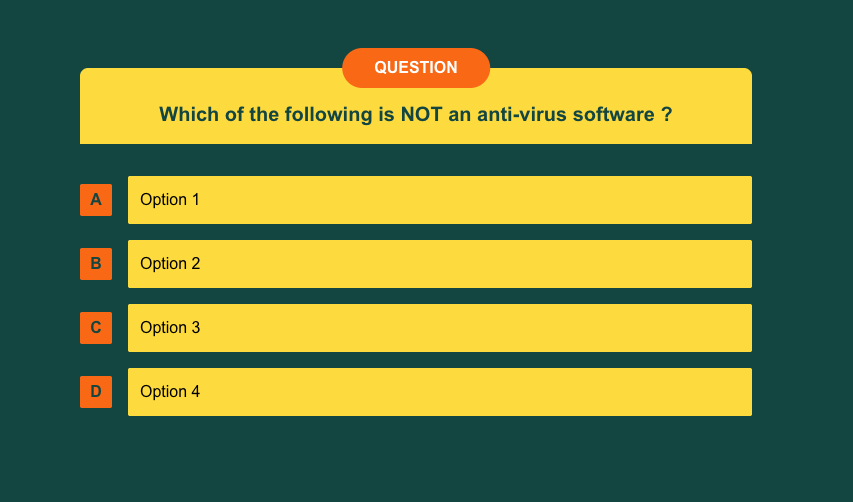 QUESTION
Which of the following is NOT an anti-virus software ?
A Option 1
B Option 2
C Option 3
D Option 4